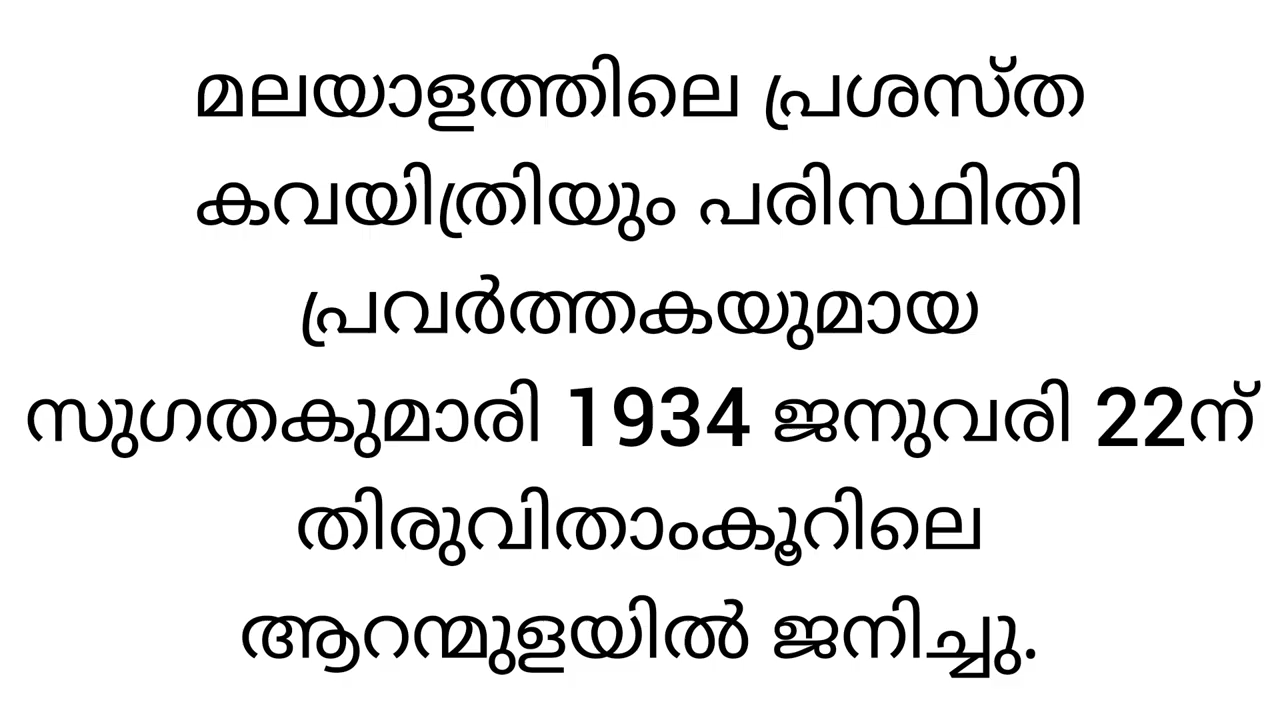 മലയാളത്തിലെ പ്രശസ്ത
കവയിത്രിയും പരിസ്ഥിതി
പ്രവർത്തകയുമായ
സുഗതകുമാരി 1934 ജനുവരി 22ന്
തിരുവിതാംകൂറിലെ
ആറന്മുളയിൽ ജനിച്ചു.